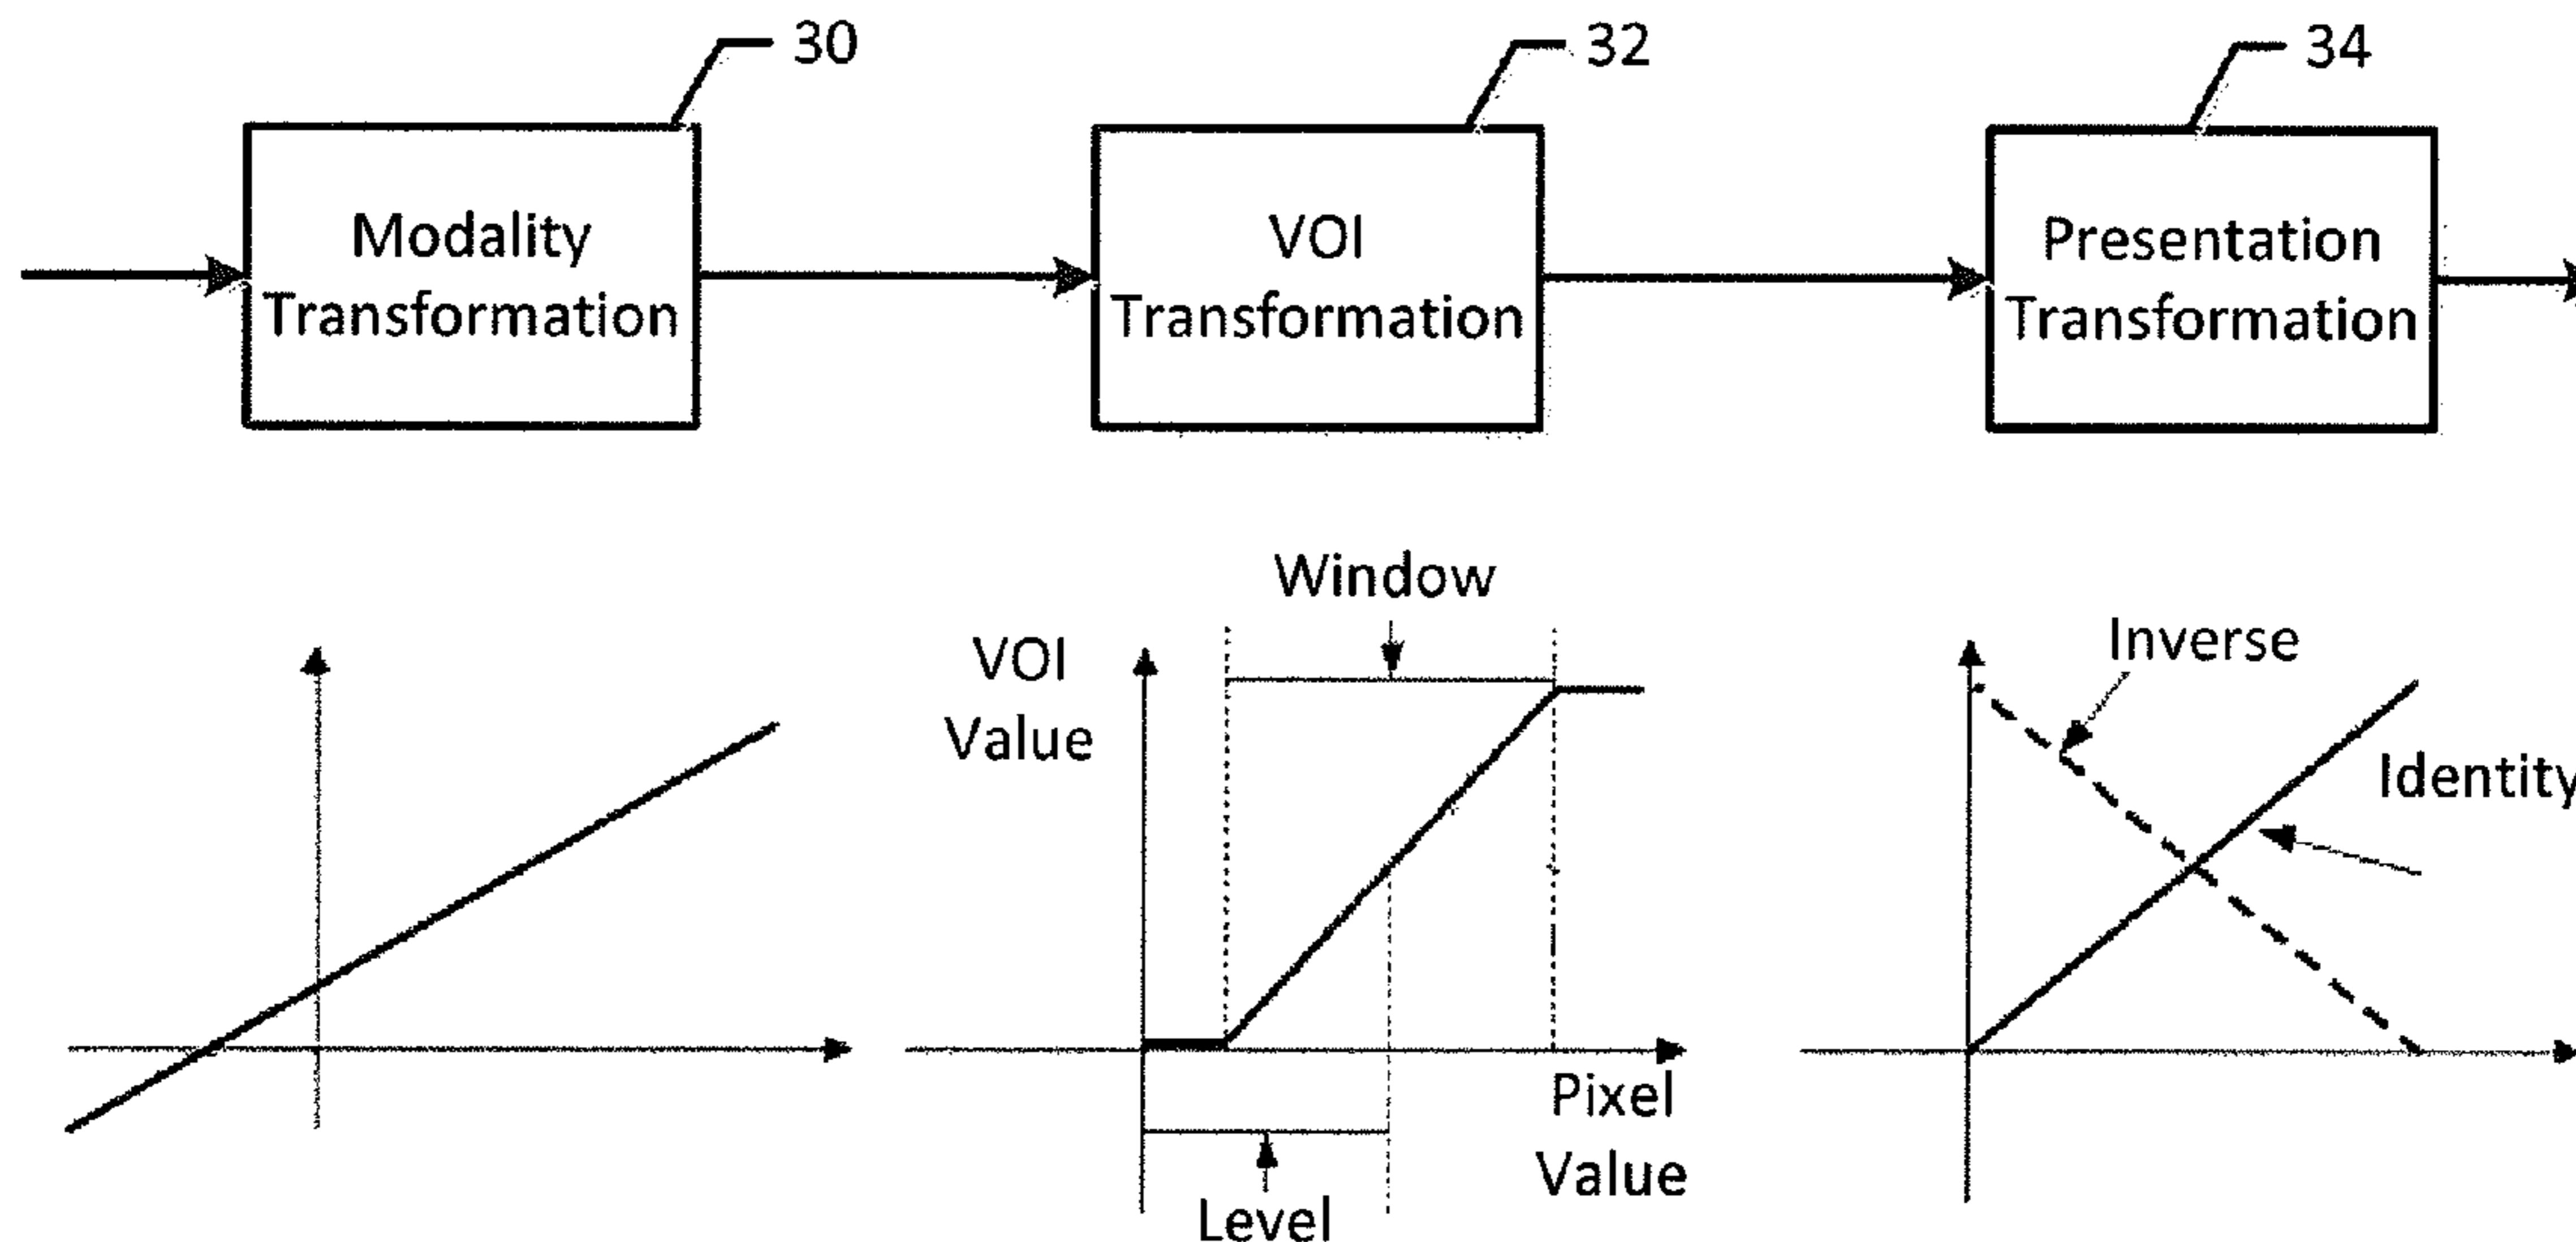 30
32
34
Modality
Transformation
VOI
Transformation
Presentation
Transformation
Window
VOI
Value
Pixel
Value
Level
Inverse
Identity